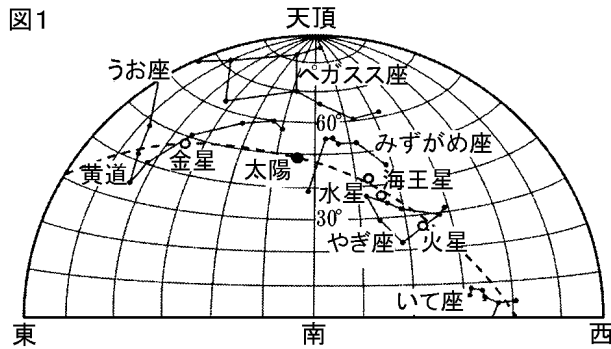 図1
天頂
うお座
ペガスス座
60°
みずがめ座
黄道
金星
太陽
水星
海王星
30°
やぎ座
火星
いて座
東
南
西